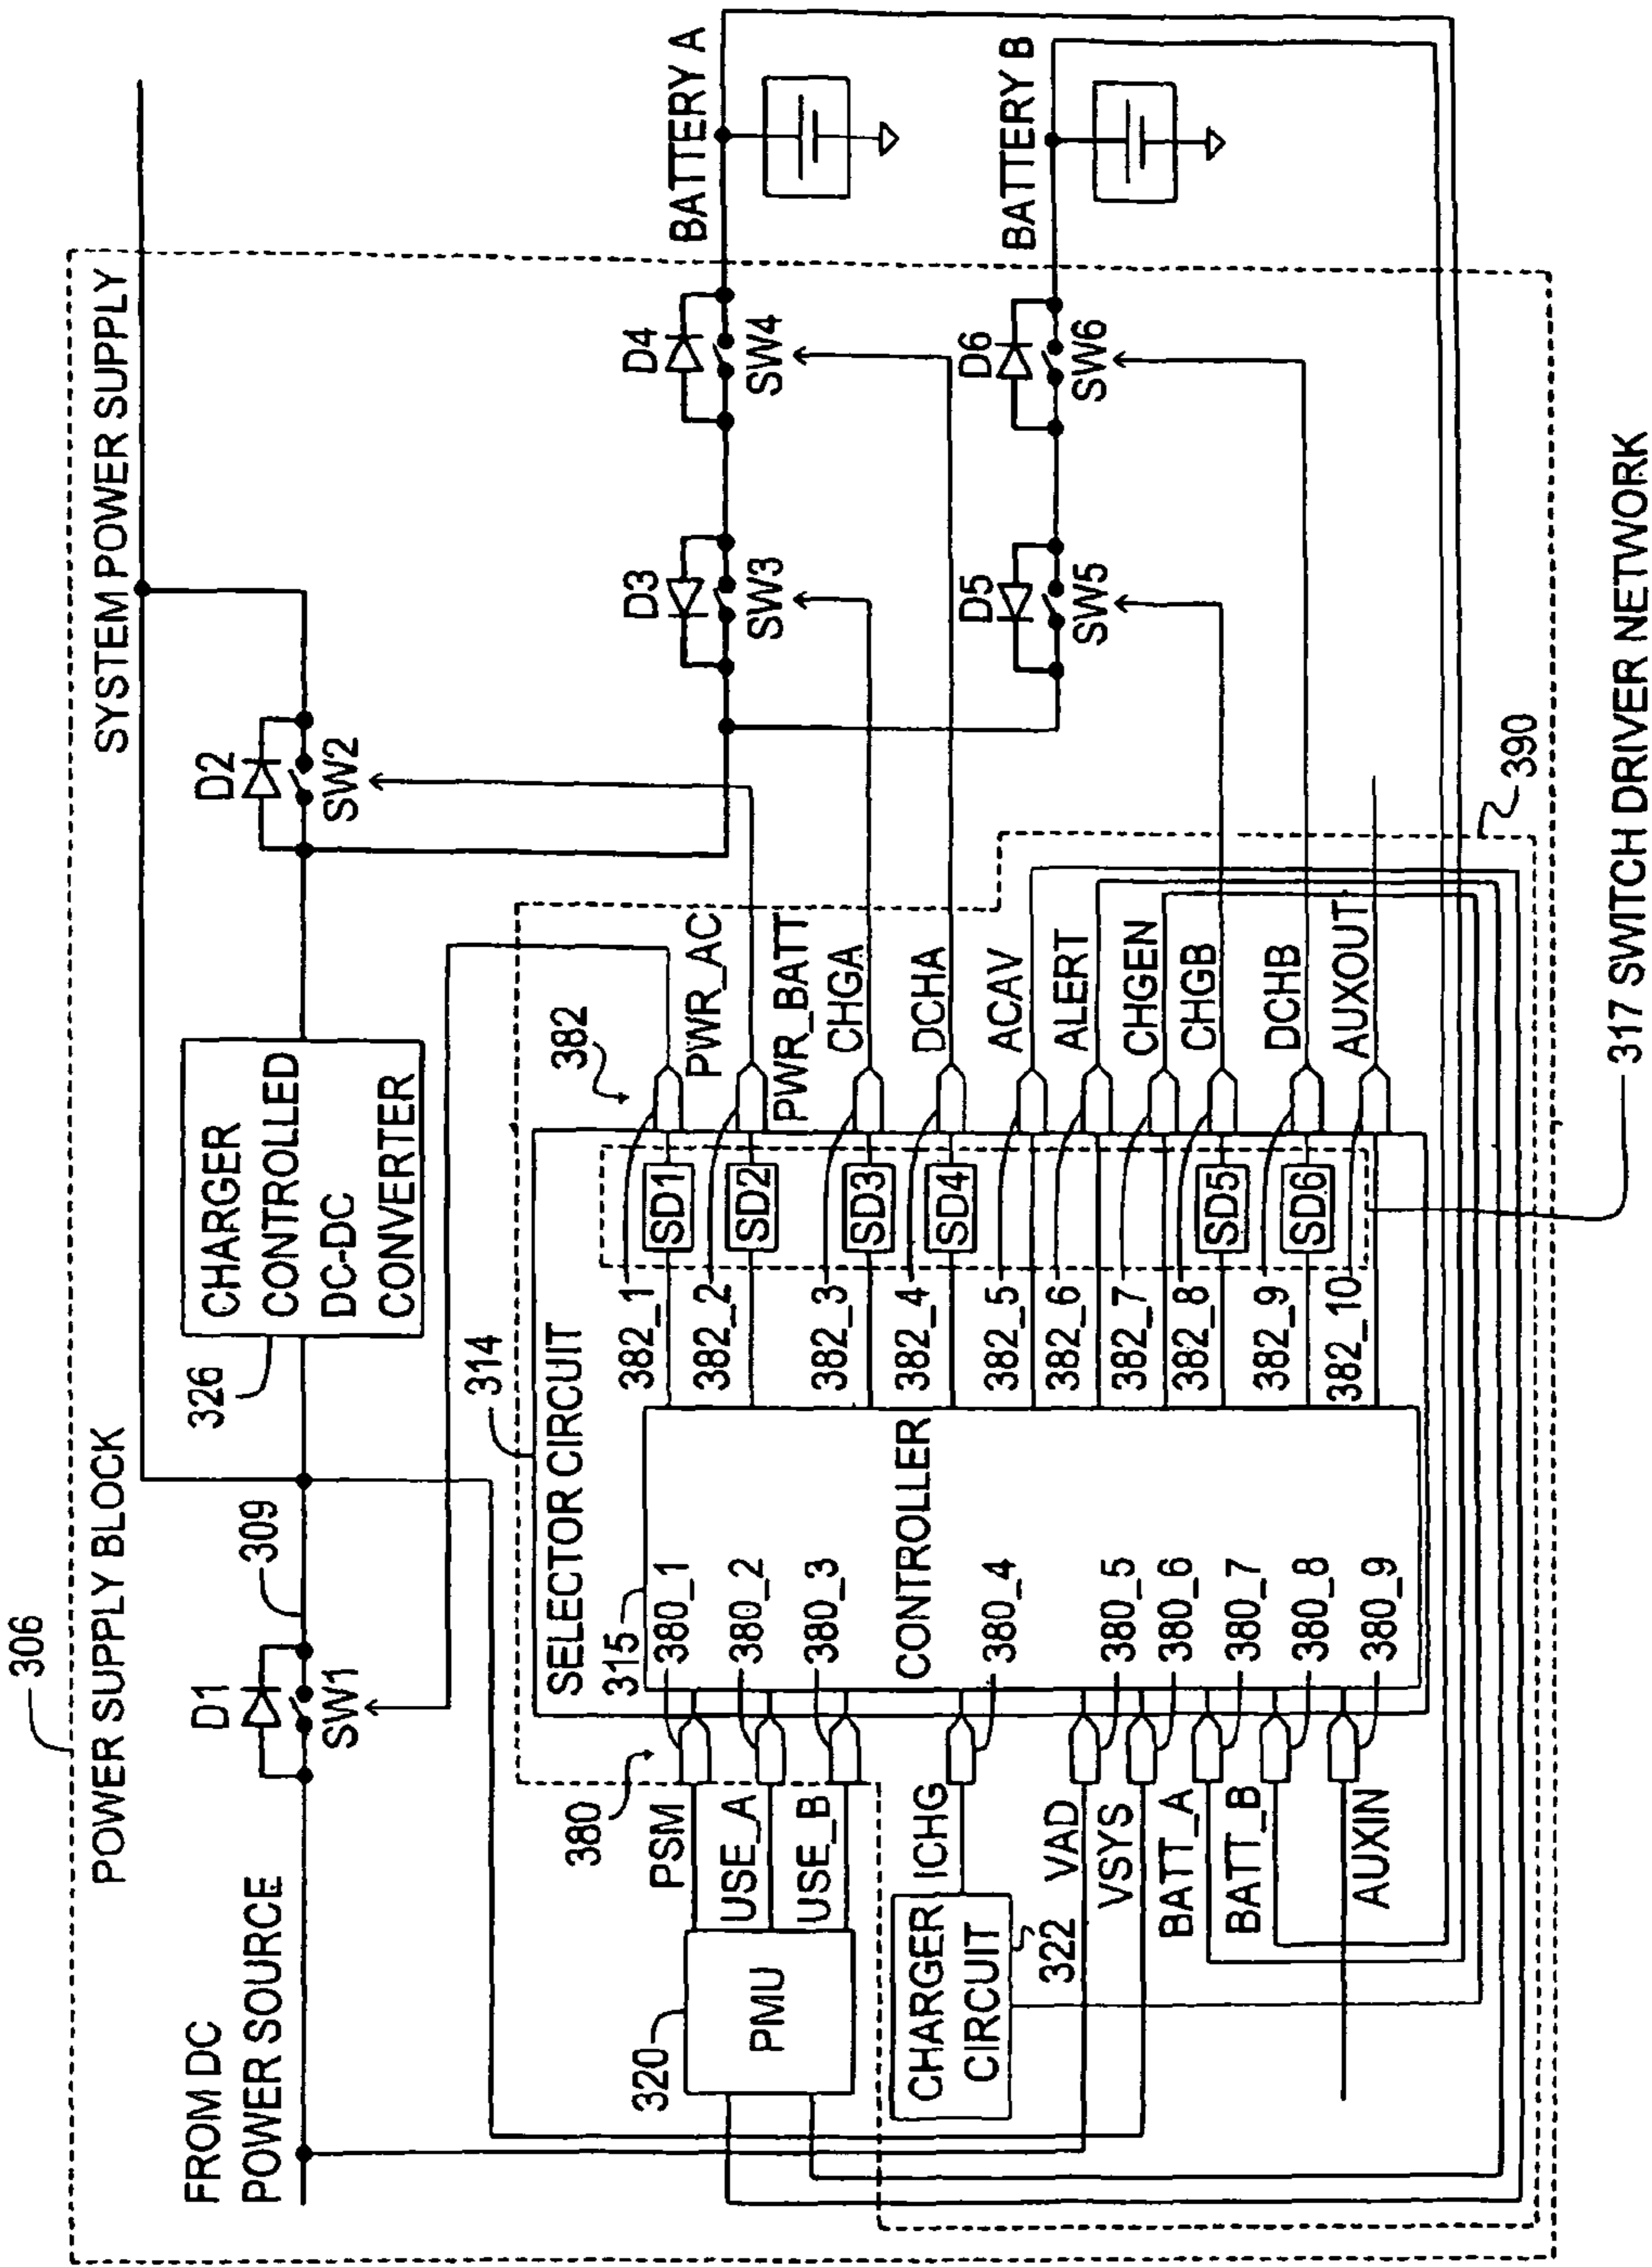 306
POWER SUPPLY BLOCK
SYSTEM POWER SUPPLY
FROM DC
POWER SOURCE
D1
SW1
309
326
CHARGER
CONTROLLED
DC-DC
CONVERTER
D2
SW2
D3
SW3
D4
SW4
BATTERY A
D5
SW5
D6
SW6
BATTERY B
314
SELECTOR CIRCUIT
315
CONTROLLER
380
380_1
380_2
380_3
380_4
380_5
380_6
380_7
380_8
380_9
PSM
USE_A
USE_B
ICHG
VAD
VSYS
BATT_A
BATT_B
AUXIN
320
PMU
CHARGER
CIRCUIT
322
382
382_1
382_2
382_3
382_4
382_5
382_6
382_7
382_8
382_9
382_10
SD1
SD2
SD3
SD4
SD5
SD6
PWR_AC
PWR_BATT
CHGA
DCHA
ACAV
ALERT
CHGEN
CHGB
DCHB
AUXOUT
390
317 SWITCH DRIVER NETWORK